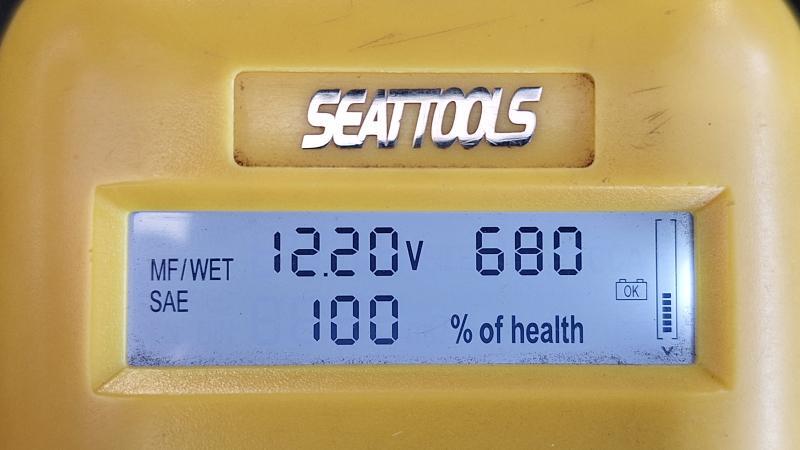 SEATTOOLS
MF/WET 12.20V 680
SAE 100 % of health
OK
V